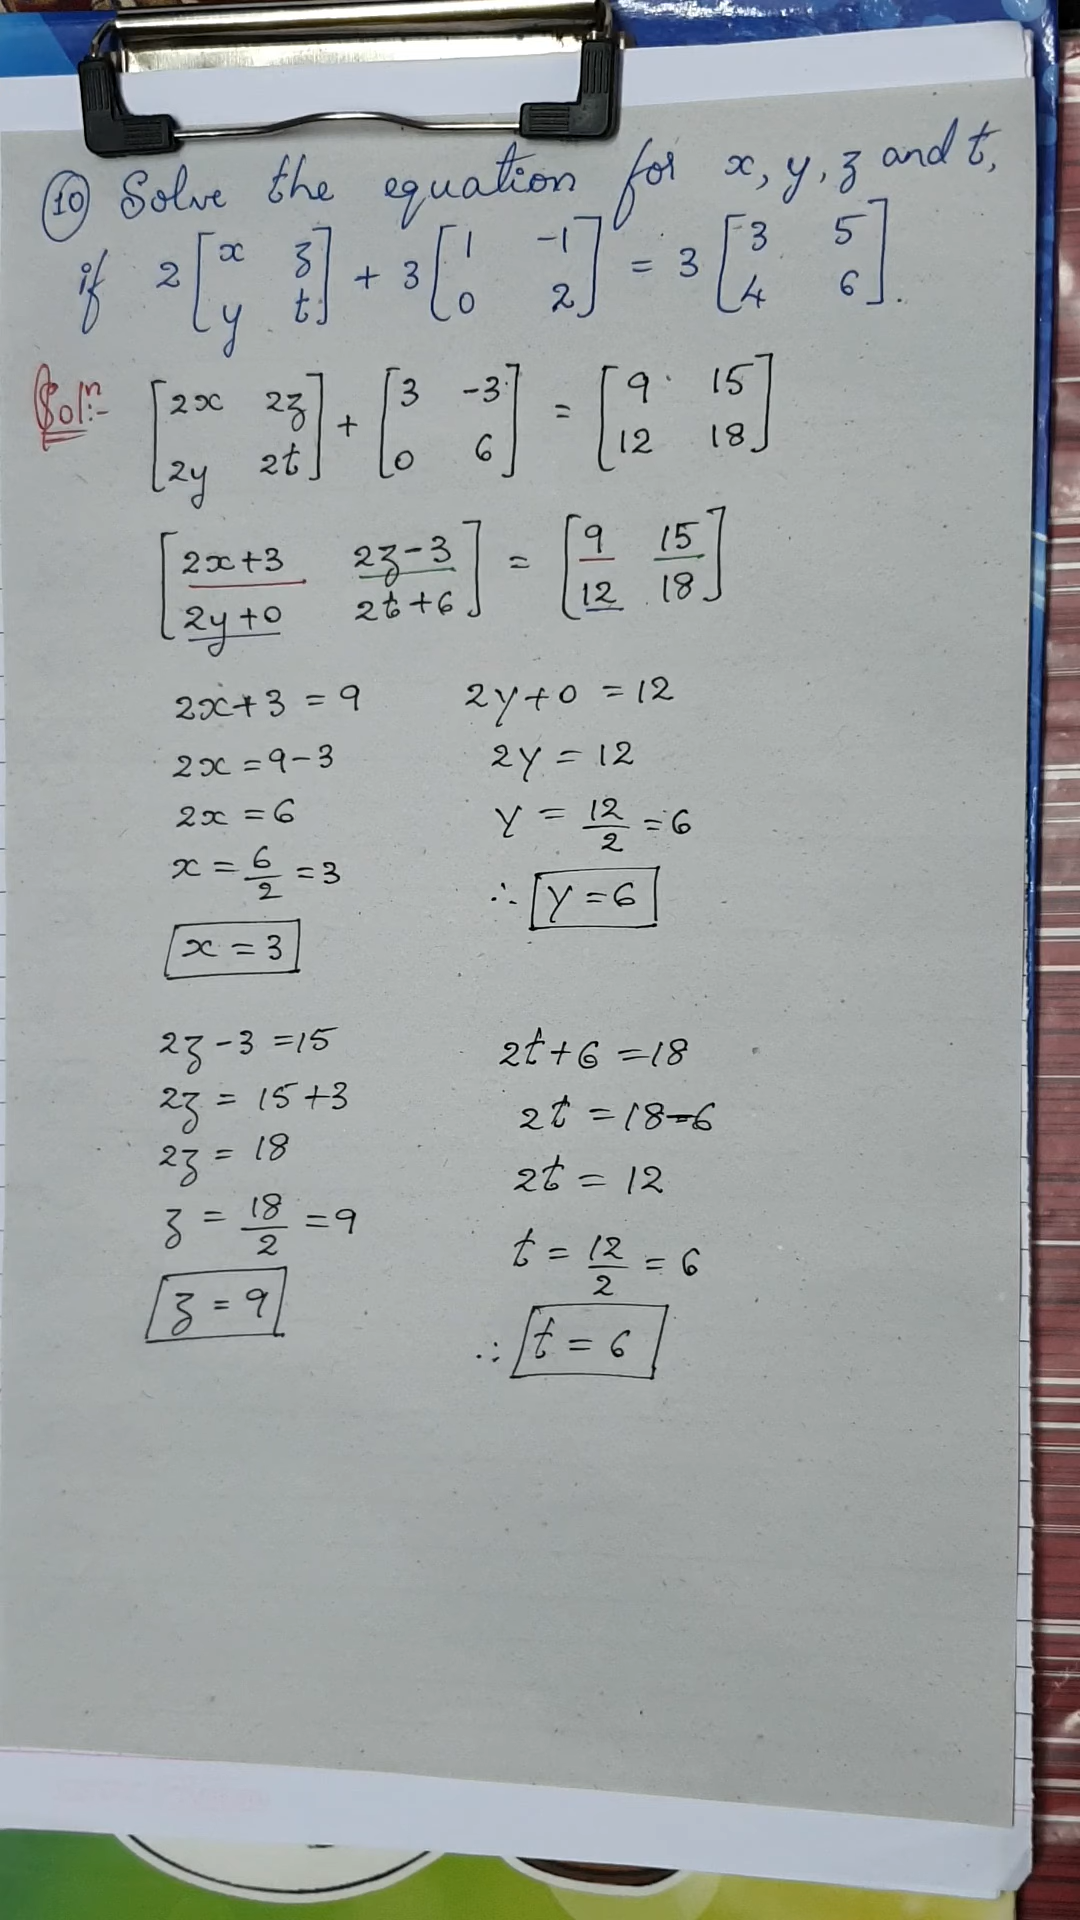 10 Solve the equation for x, y, z and t,
if 2 [x z] + 3 [1 -1] = 3 [3 5]
[y t] [0 2] [4 6].
Solⁿ:- [2x 2z] + [3 -3] = [9 15]
[2y 2t] [0 6] [12 18]
[2x+3 2z-3] = [9 15]
[2y+0 2t+6] [12 18]
2x+3 = 9
2x = 9-3
2x = 6
x = 6/2 = 3
x = 3
2y+0 = 12
2y = 12
y = 12/2 = 6
∴ y = 6
2z-3 = 15
2z = 15+3
2z = 18
z = 18/2 = 9
z = 9
2t+6 = 18
2t = 18-6
2t = 12
t = 12/2 = 6
∴ t = 6